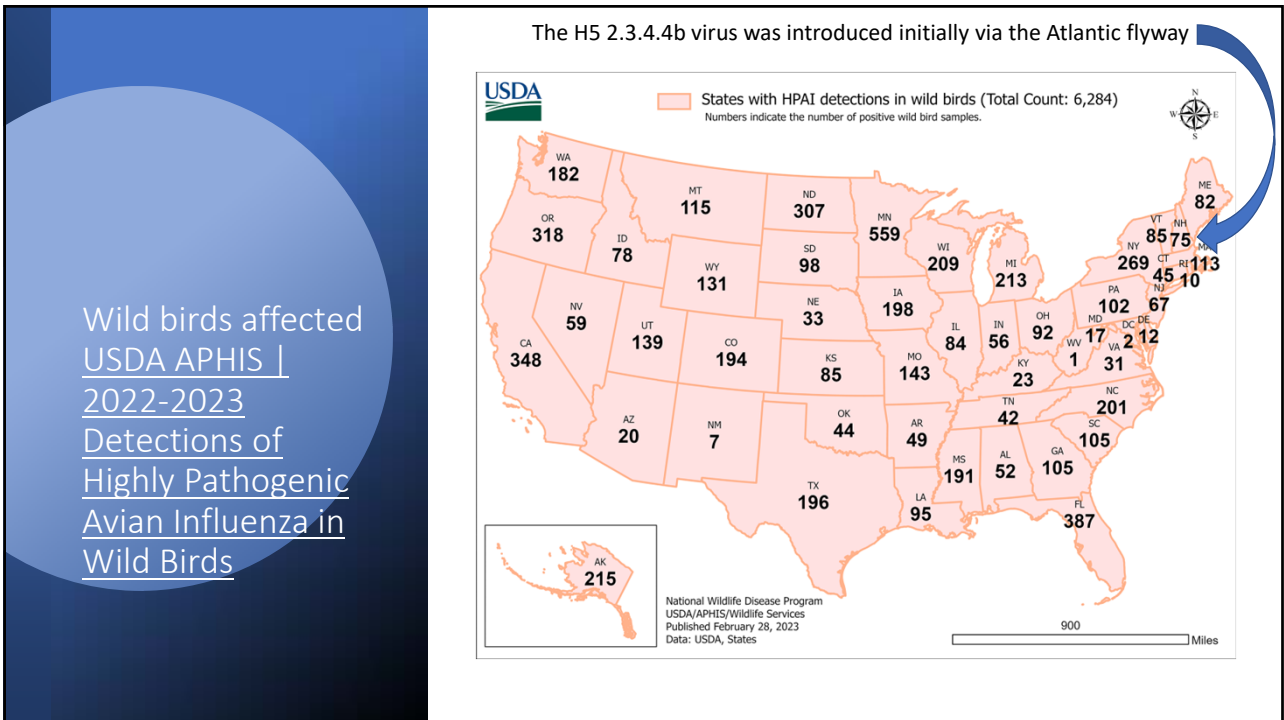 The H5 2.3.4.4b virus was introduced initially via the Atlantic flyway
Wild birds affected
USDA APHIS |
2022-2023
Detections of
Highly Pathogenic
Avian Influenza in
Wild Birds
USDA
States with HPAI detections in wild birds (Total Count: 6,284)
Numbers indicate the number of positive wild bird samples.
N
W E
S
WA
182
OR
318
ID
78
MT
115
ND
307
MN
559
WI
209
MI
213
ME
82
VT
85
NH
75
NY
269
MA
113
CT
45
RI
10
SD
98
WY
131
IA
198
NE
33
NV
59
UT
139
CO
194
CA
348
KS
85
MO
143
IL
84
IN
56
OH
92
PA
102
NJ
67
MD
17
DC
2
DE
12
WV
1
VA
31
KY
23
TN
42
NC
201
SC
105
AZ
20
NM
7
OK
44
AR
49
MS
191
AL
52
GA
105
TX
196
LA
95
FL
387
AK
215
National Wildlife Disease Program
USDA/APHIS/Wildlife Services
Published February 28, 2023
Data: USDA, States
900
Miles